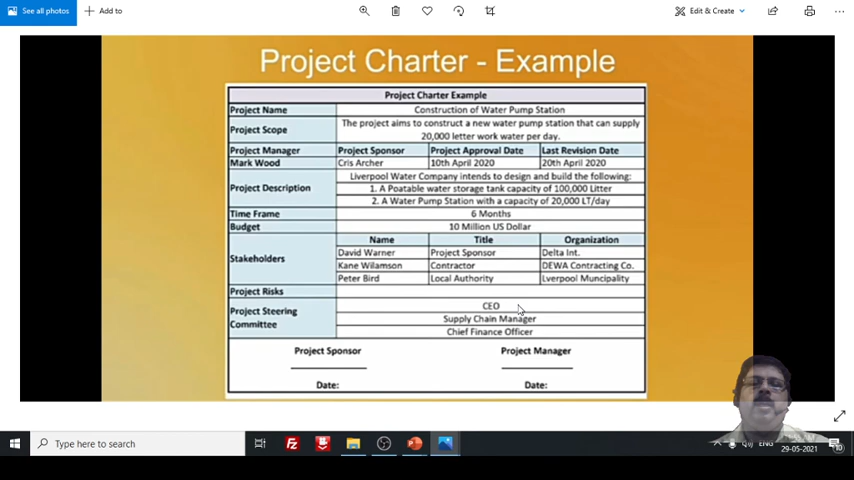 See all photos
Add to
Edit & Create
Project Charter - Example
Project Charter Example
Project Name Construction of Water Pump Station
Project Scope The project aims to construct a new water pump station that can supply
20,000 letter work water per day.
Project Manager Project Sponsor Project Approval Date Last Revision Date
Mark Wood Cris Archer 10th April 2020 20th April 2020
Project Description Liverpool Water Company intends to design and build the following:
1. A Poatable water storage tank capacity of 100,000 Litter
2. A Water Pump Station with a capacity of 20,000 LT/day
Time Frame 6 Months
Budget 10 Million US Dollar
Stakeholders Name Title Organization
David Warner Project Sponsor Delta Int.
Kane Wilamson Contractor DEWA Contracting Co.
Peter Bird Local Authority Lverpool Muncipality
Project Risks
Project Steering Committee CEO
Supply Chain Manager
Chief Finance Officer
Project Sponsor Project Manager
Date: Date:
Type here to search
ENG
29-05-2021
10